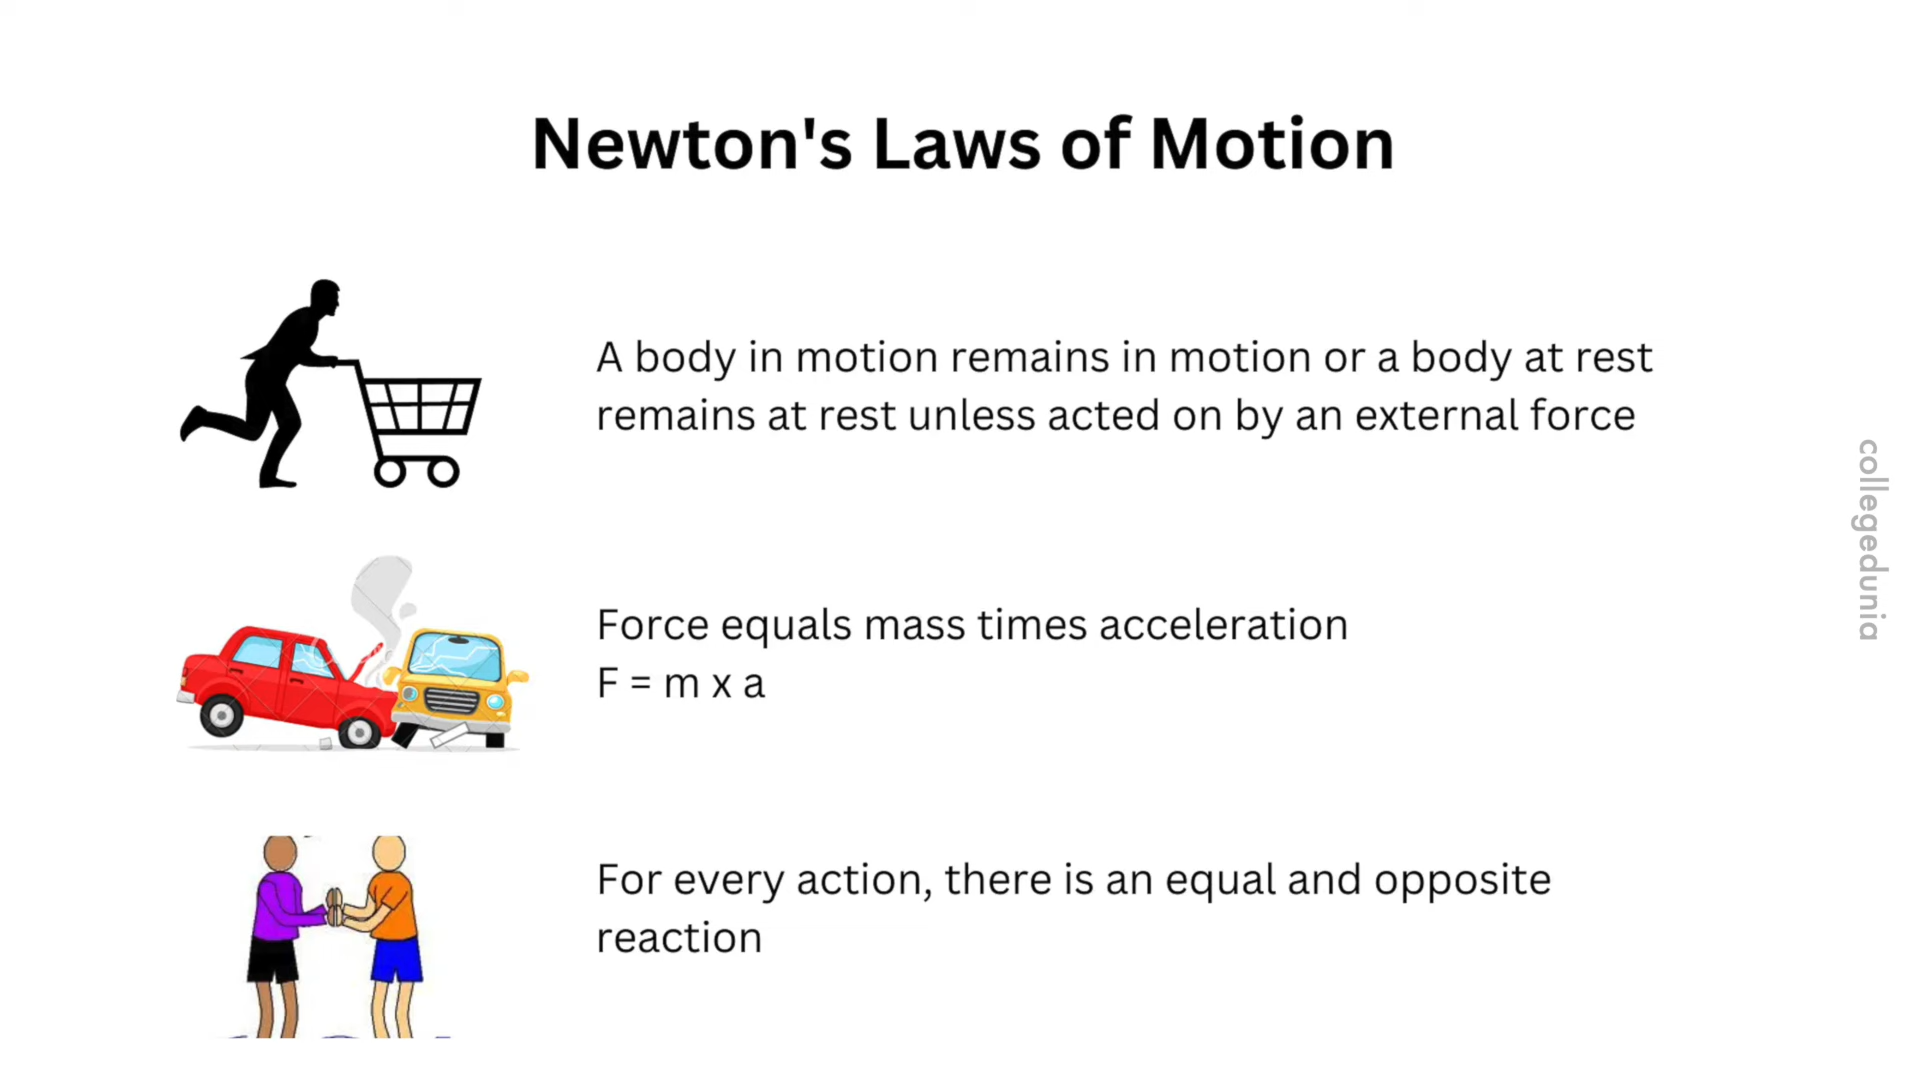 Newton's Laws of Motion
A body in motion remains in motion or a body at rest
remains at rest unless acted on by an external force
Force equals mass times acceleration
F = m x a
For every action, there is an equal and opposite
reaction
collegedunia